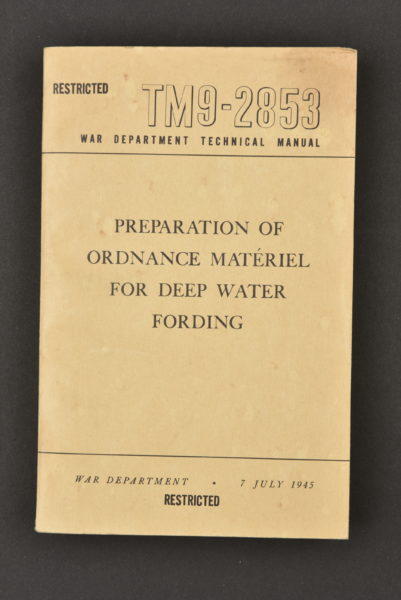 RESTRICTED
TM9-2853
WAR DEPARTMENT TECHNICAL MANUAL
PREPARATION OF
ORDNANCE MATÉRIEL
FOR DEEP WATER
FORDING
WAR DEPARTMENT • 7 JULY 1945
RESTRICTED